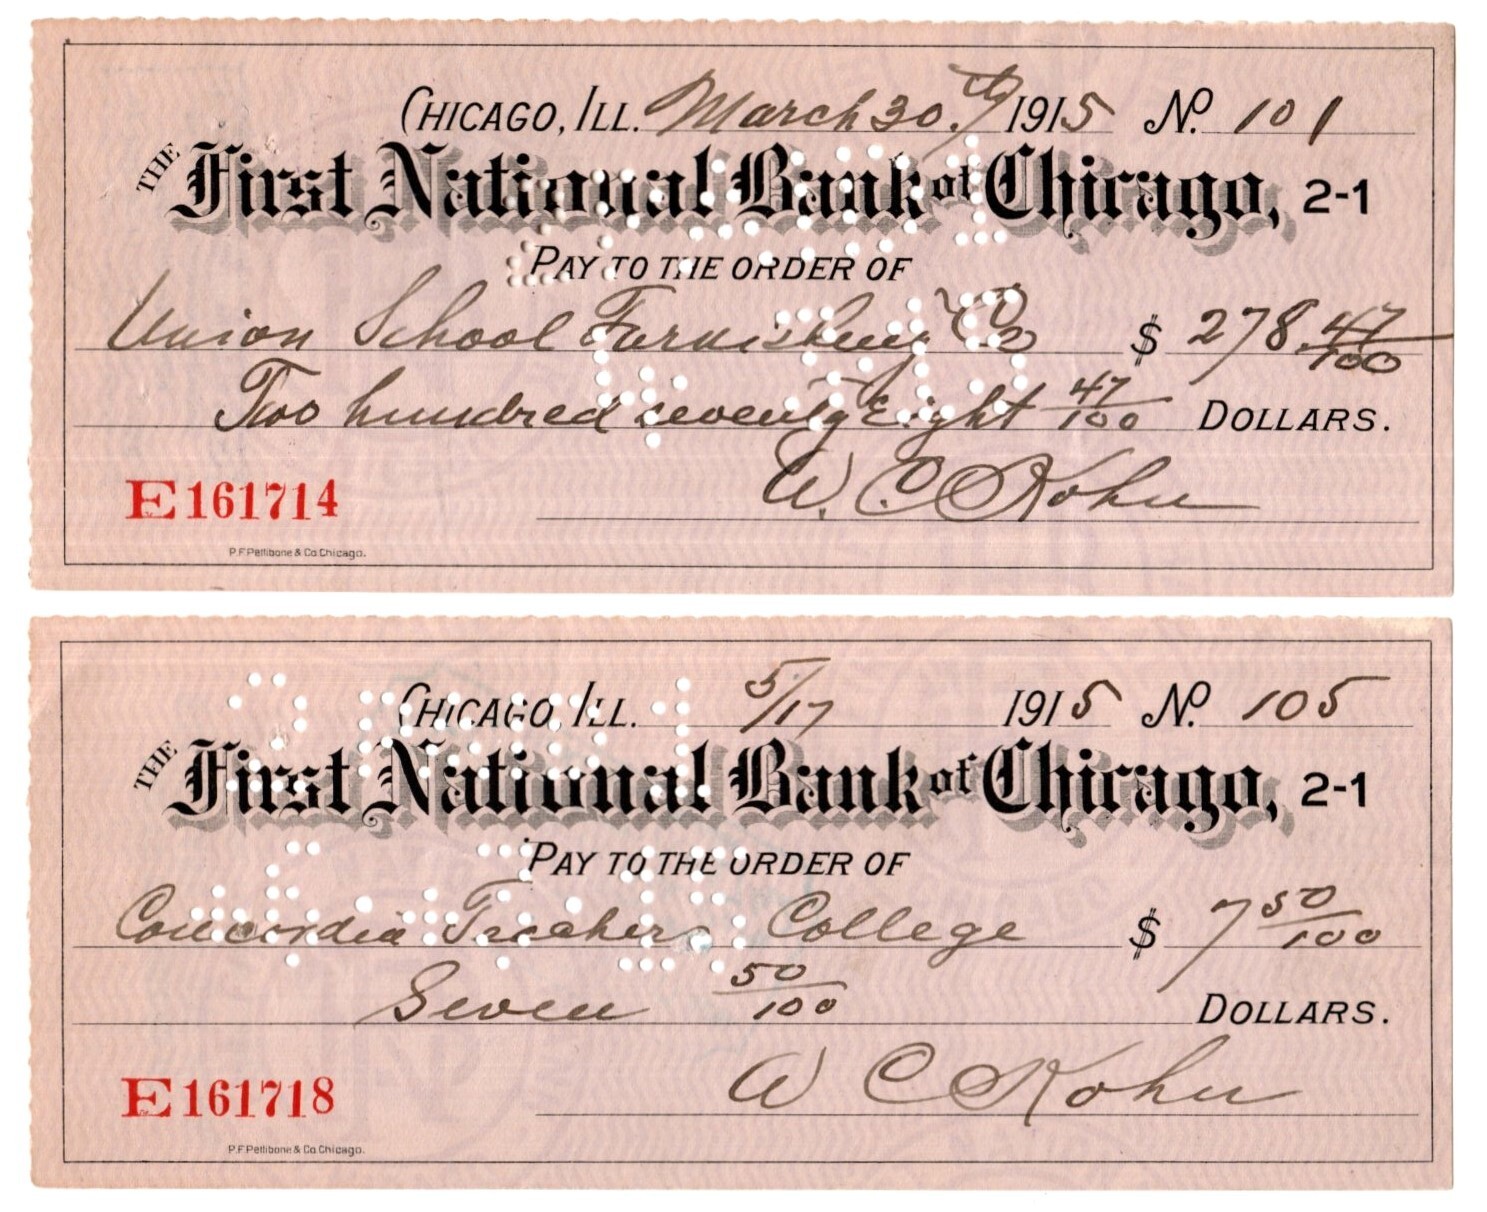 CHICAGO, ILL. March 30.th 1915 No. 101
THE First National Bank of Chicago, 2-1
PAY TO THE ORDER OF
Union School Furnishing Co $ 278.47/100
Two hundred seventy Eight 47/100 DOLLARS.
W. C. Kohn
E161714
P.F.Pettibone & Co.Chicago.
CHICAGO, ILL. 5/17 1915 No. 105
THE First National Bank of Chicago, 2-1
PAY TO THE ORDER OF
Concordia Teachers College $ 7 50/100
Seven 50/100 DOLLARS.
W C Kohn
E161718
P.F.Pettibone & Co.Chicago.